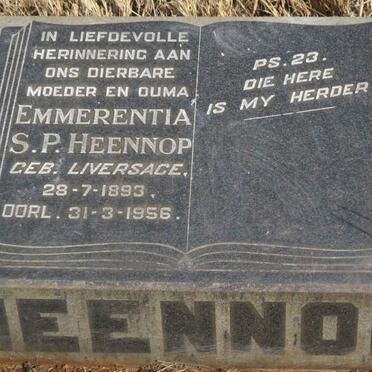 IN LIEFDEVOLLE
HERINNERING AAN
ONS DIERBARE
MOEDER EN OUMA
EMMERENTIA
S.P. HEENNOP
GEB. LIVERSAGE,
28-7-1893.
OORL. 31-3-1956.
PS. 23.
DIE HERE
IS MY HERDER
HEENNOP